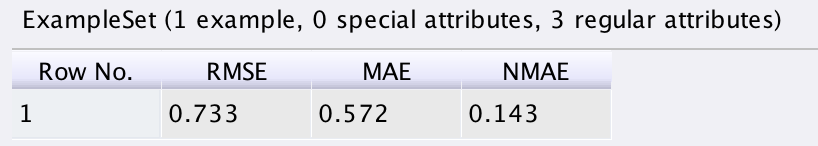 ExampleSet (1 example, 0 special attributes, 3 regular attributes)
Row No. RMSE MAE NMAE
1 0.733 0.572 0.143